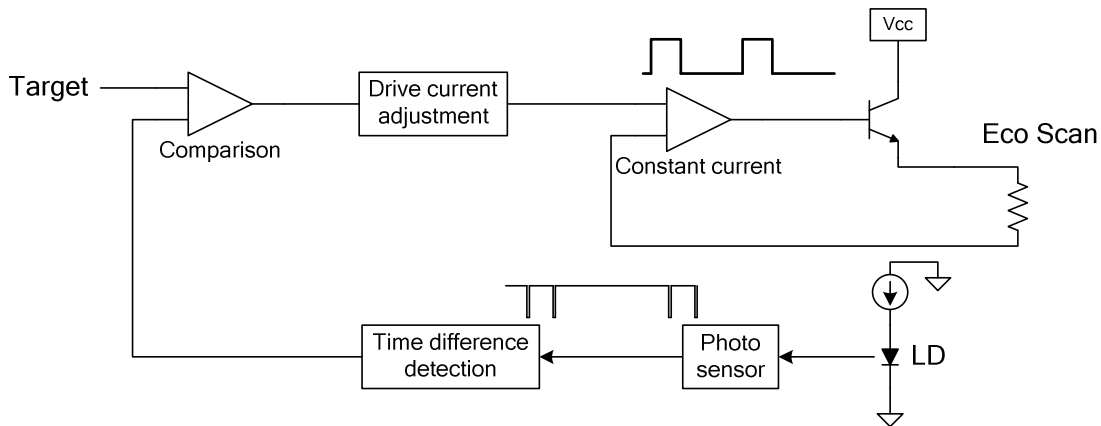 Vcc
Target
Drive current
adjustment
Comparison
Constant current
Eco Scan
Time difference
detection
Photo
sensor
LD